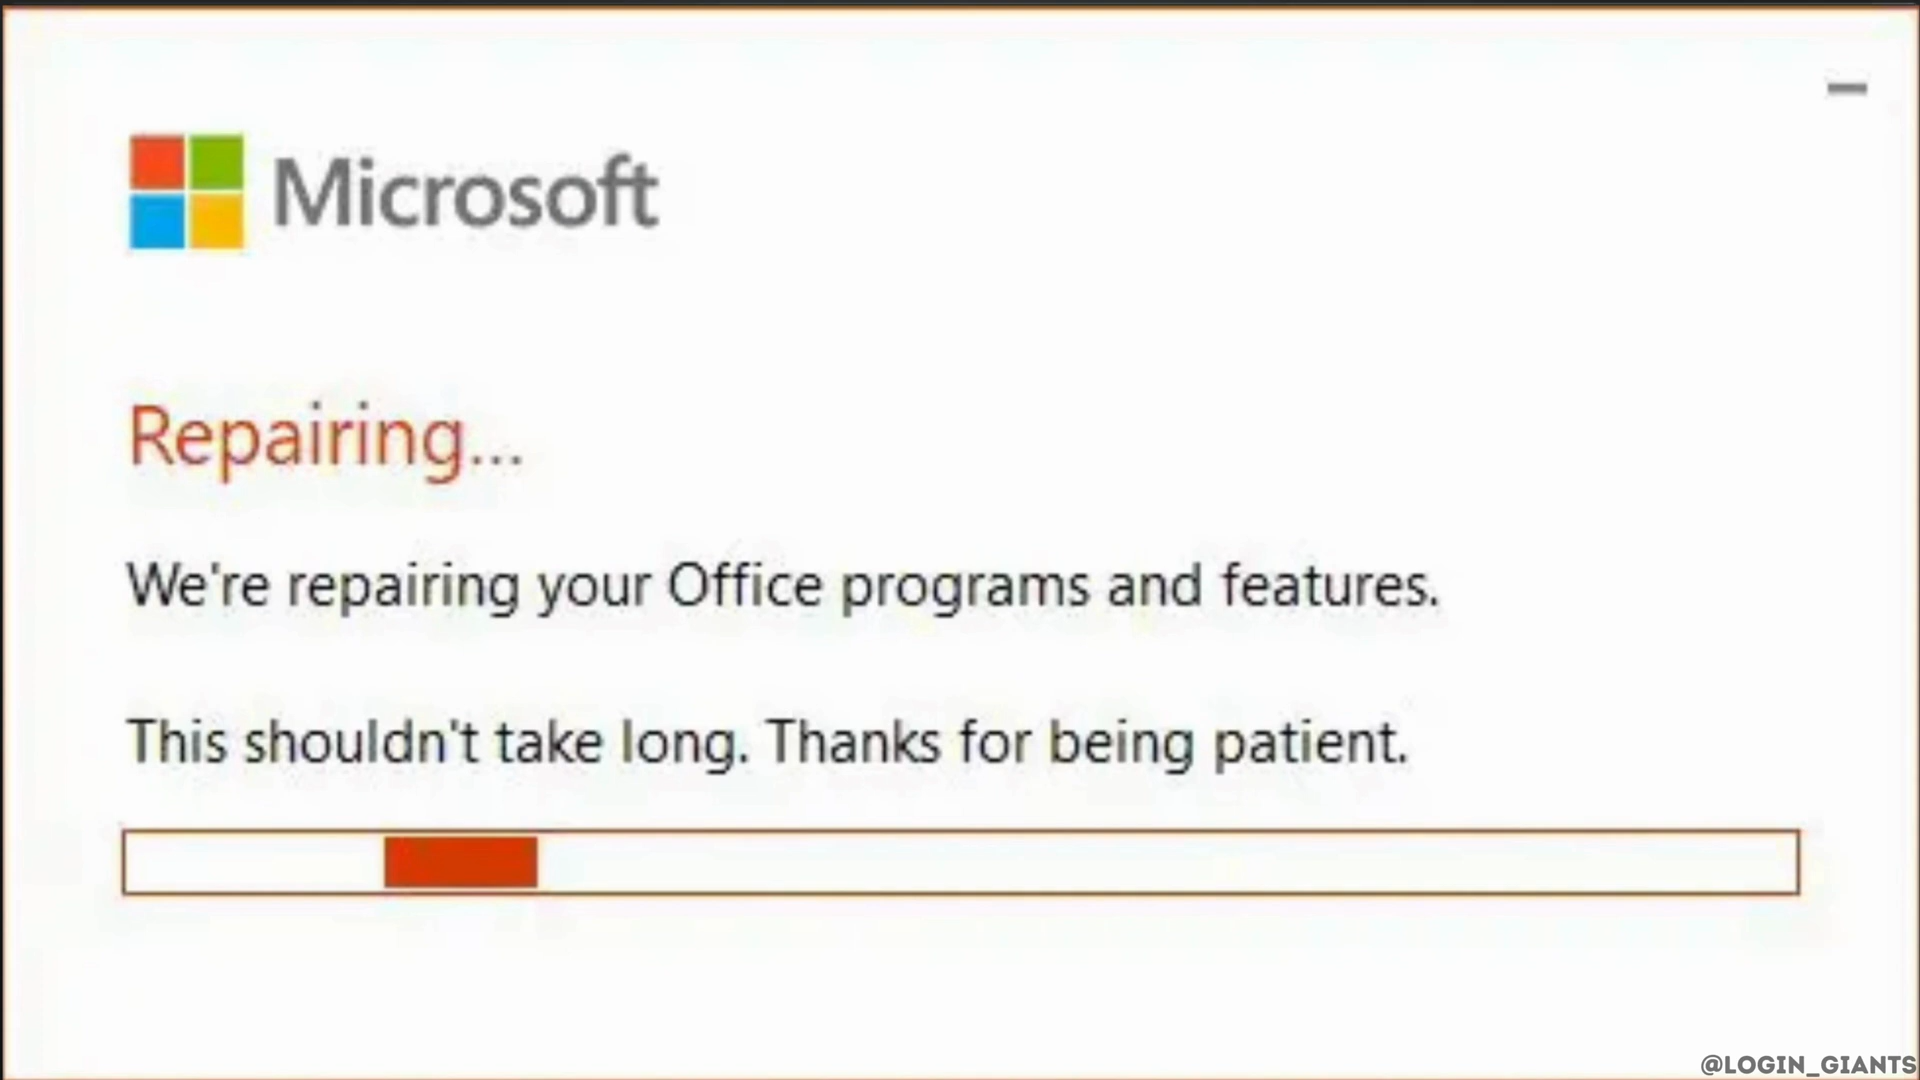 Microsoft
Repairing...
We're repairing your Office programs and features.
This shouldn't take long. Thanks for being patient.
@LOGIN_GIANTS